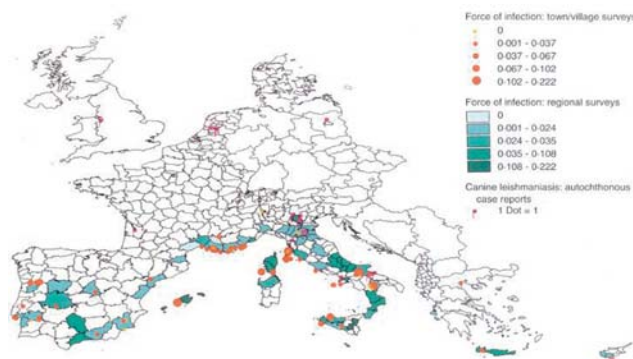 Force of infection: town/village surveys
0
0·001 - 0·037
0·037 - 0·067
0·067 - 0·102
0·102 - 0·222
Force of infection: regional surveys
0
0·001 - 0·024
0·024 - 0·035
0·035 - 0·108
0·108 - 0·222
Canine leishmaniasis: autochthonous
case reports
1 Dot = 1